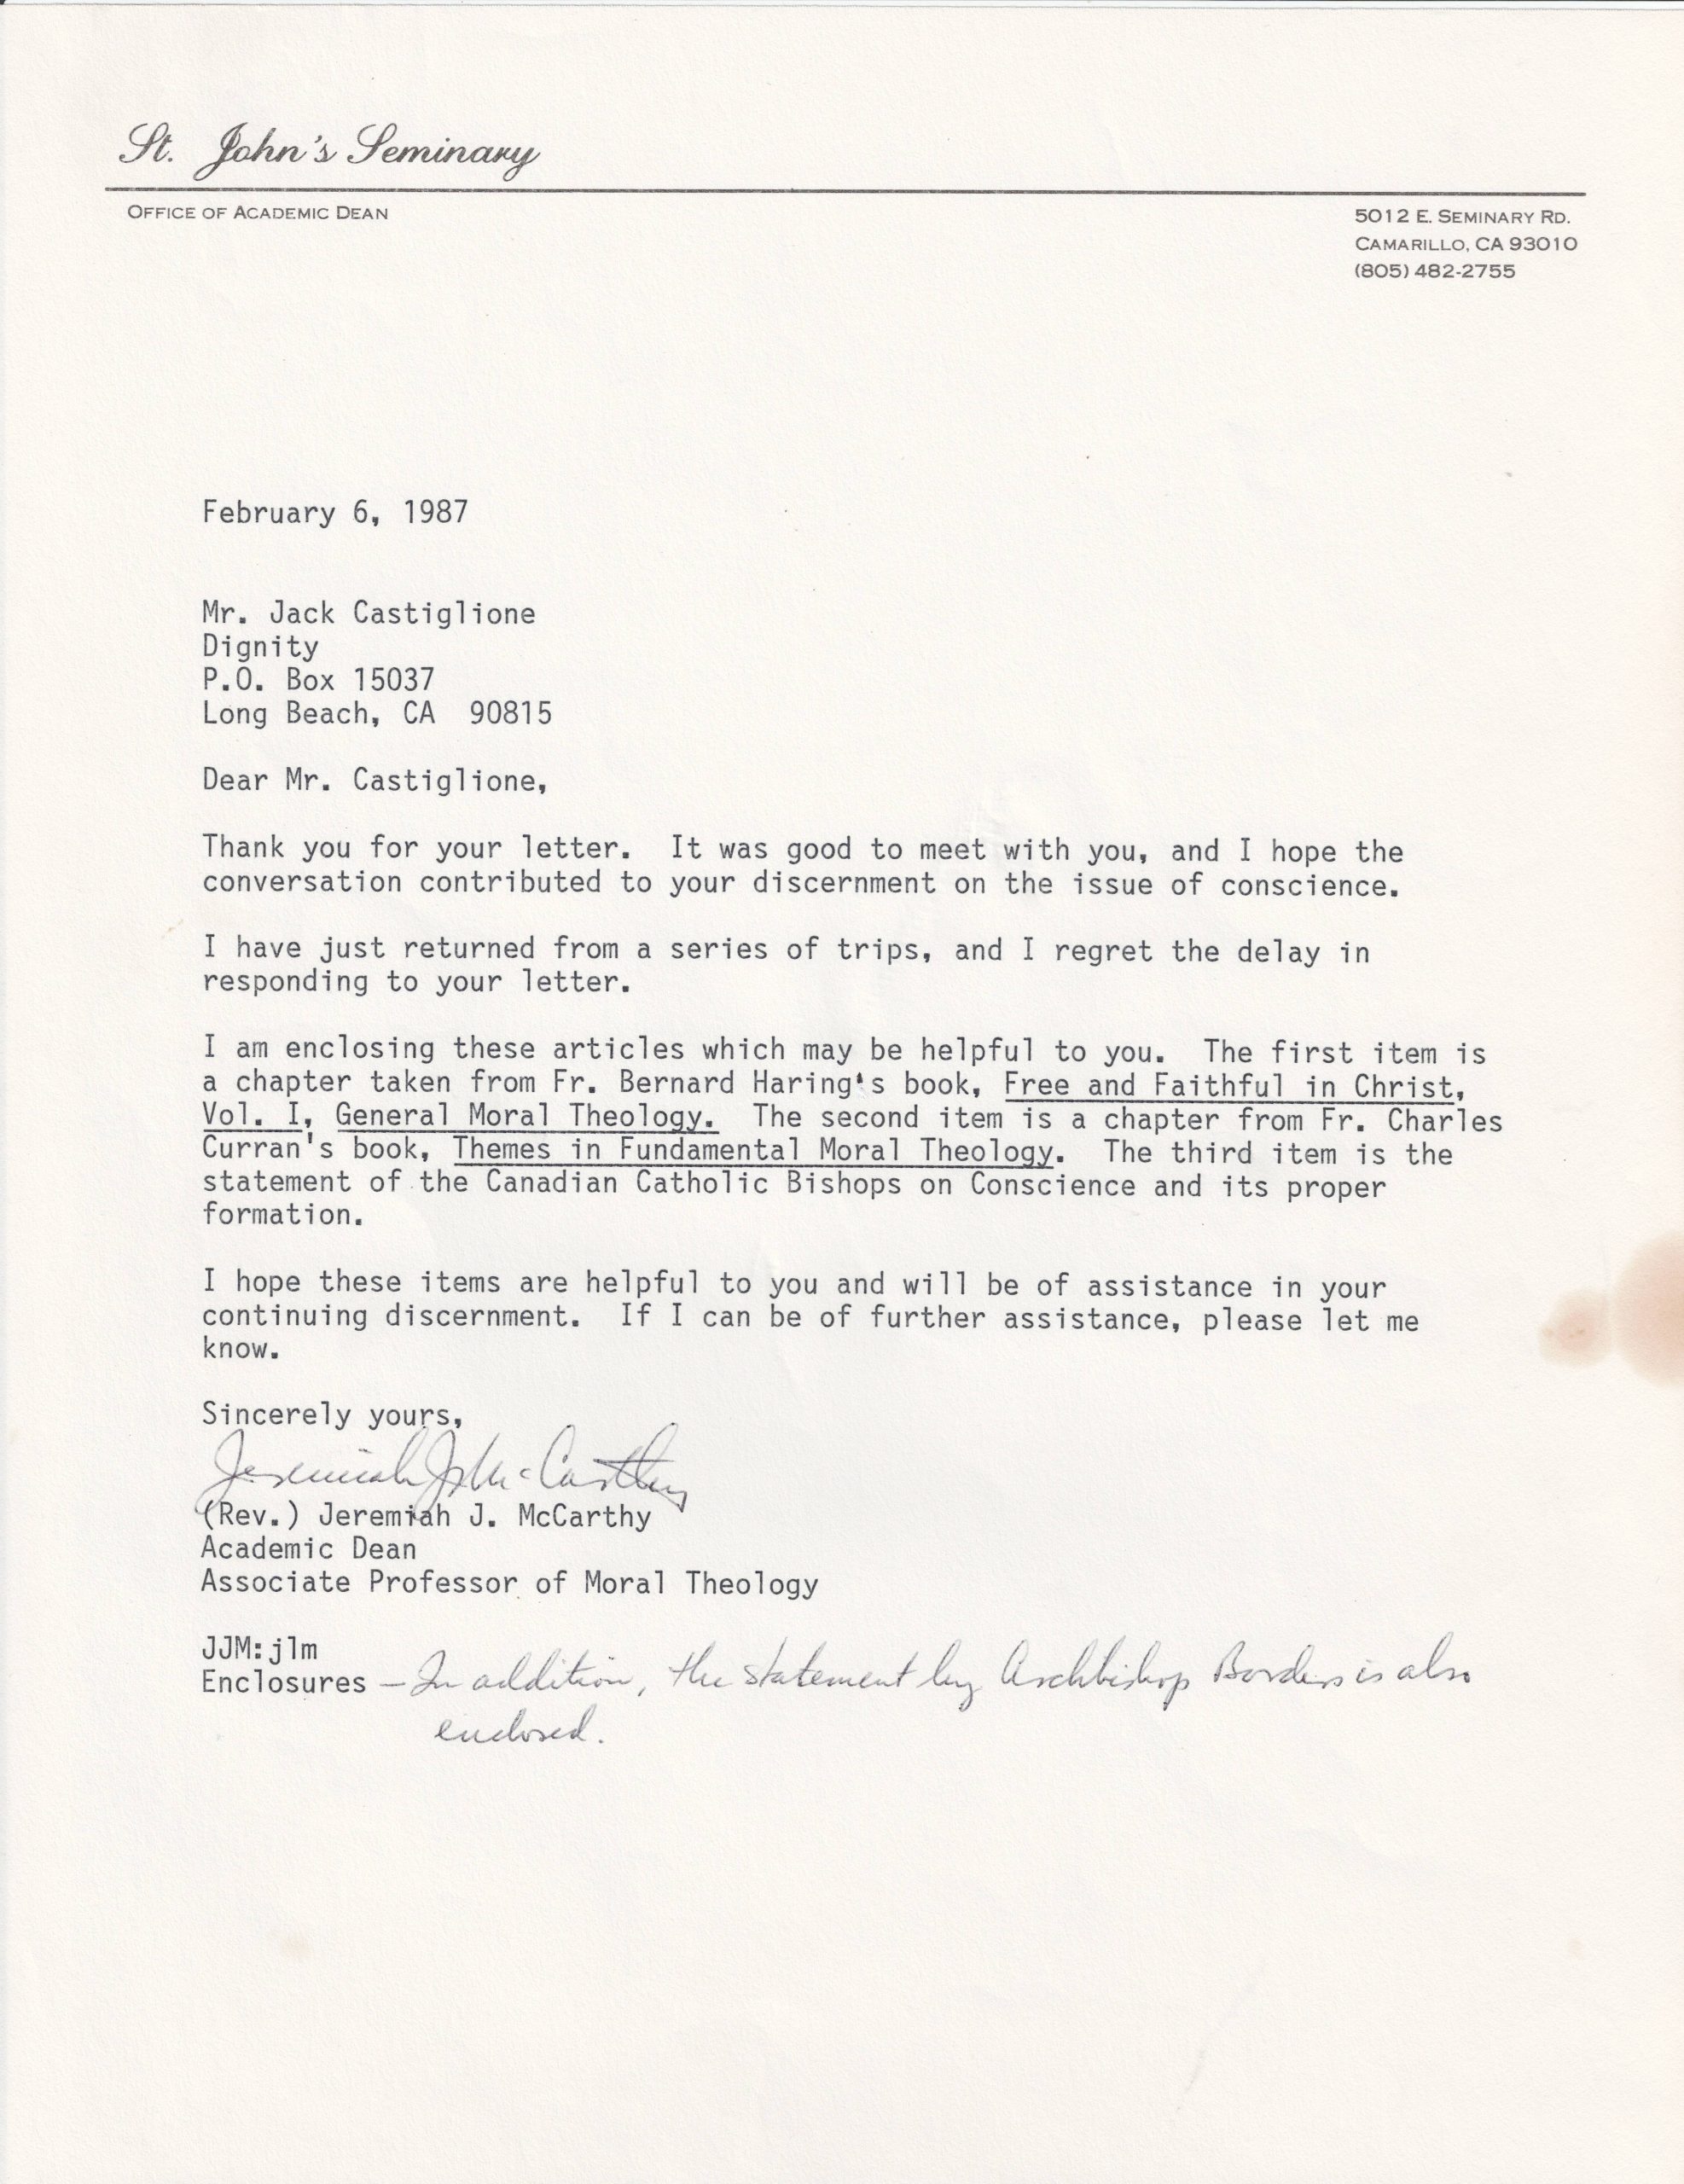 St. John's Seminary
OFFICE OF ACADEMIC DEAN
5012 E. SEMINARY RD.
CAMARILLO, CA 93010
(805) 482-2755
February 6, 1987
Mr. Jack Castiglione
Dignity
P.O. Box 15037
Long Beach, CA  90815
Dear Mr. Castiglione,
Thank you for your letter.  It was good to meet with you, and I hope the
conversation contributed to your discernment on the issue of conscience.
I have just returned from a series of trips, and I regret the delay in
responding to your letter.
I am enclosing these articles which may be helpful to you.  The first item is
a chapter taken from Fr. Bernard Haring's book, Free and Faithful in Christ,
Vol. I, General Moral Theology.  The second item is a chapter from Fr. Charles
Curran's book, Themes in Fundamental Moral Theology.  The third item is the
statement of the Canadian Catholic Bishops on Conscience and its proper
formation.
I hope these items are helpful to you and will be of assistance in your
continuing discernment.  If I can be of further assistance, please let me
know.
Sincerely yours,
Jeremiah J. McCarthy
(Rev.) Jeremiah J. McCarthy
Academic Dean
Associate Professor of Moral Theology
JJM:jlm
Enclosures – In addition, the statement by Archbishop Borders is also
enclosed.